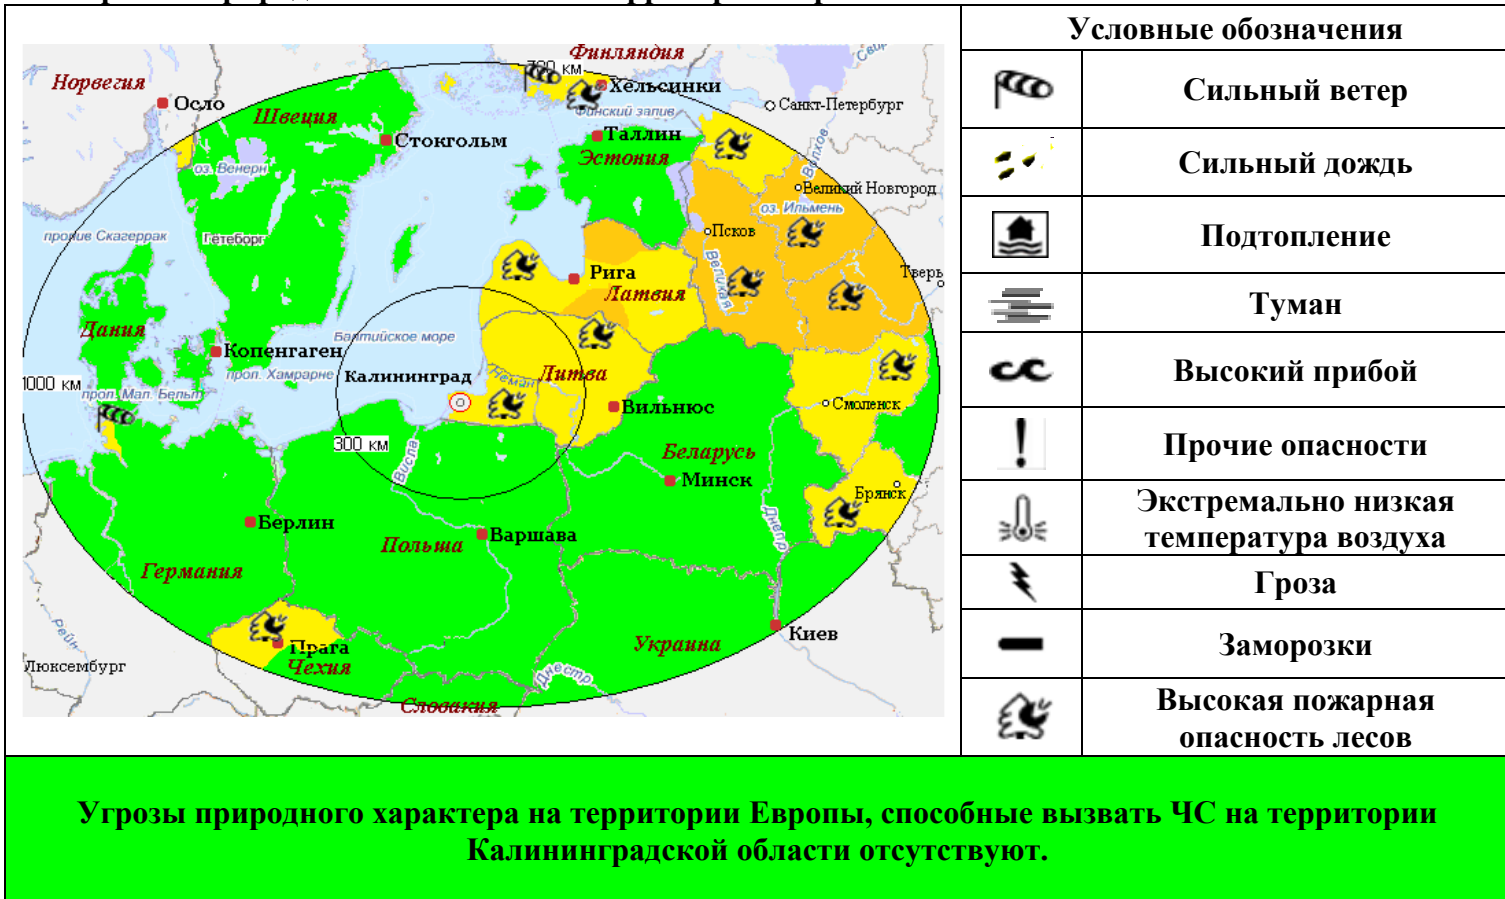 Условные обозначения
Сильный ветер
Сильный дождь
Подтопление
Туман
Высокий прибой
Прочие опасности
Экстремально низкая
температура воздуха
Гроза
Заморозки
Высокая пожарная
опасность лесов
Норвегия
Осло
Швеция
Стокгольм
оз. Венерн
Финляндия
700 км
Хельсинки
Финский залив
Таллин
Эстония
Санкт-Петербург
Волхов
Великий Новгород
оз. Ильмень
Псков
Великая
Тверь
пролив Скагеррак
Гётеборг
Рига
Латвия
Дания
Копенгаген
Балтийское море
прол. Хамрарне
1000 км
прол. Мал. Бельт
Калининград
Неман
Литва
Вильнюс
Смоленск
300 км
Висла
Беларусь
Минск
Брянск
Днепр
Берлин
Варшава
Польша
Германия
Рейн
Прага
Чехия
Люксембург
Украина
Киев
Днестр
Словакия
Угрозы природного характера на территории Европы, способные вызвать ЧС на территории
Калининградской области отсутствуют.